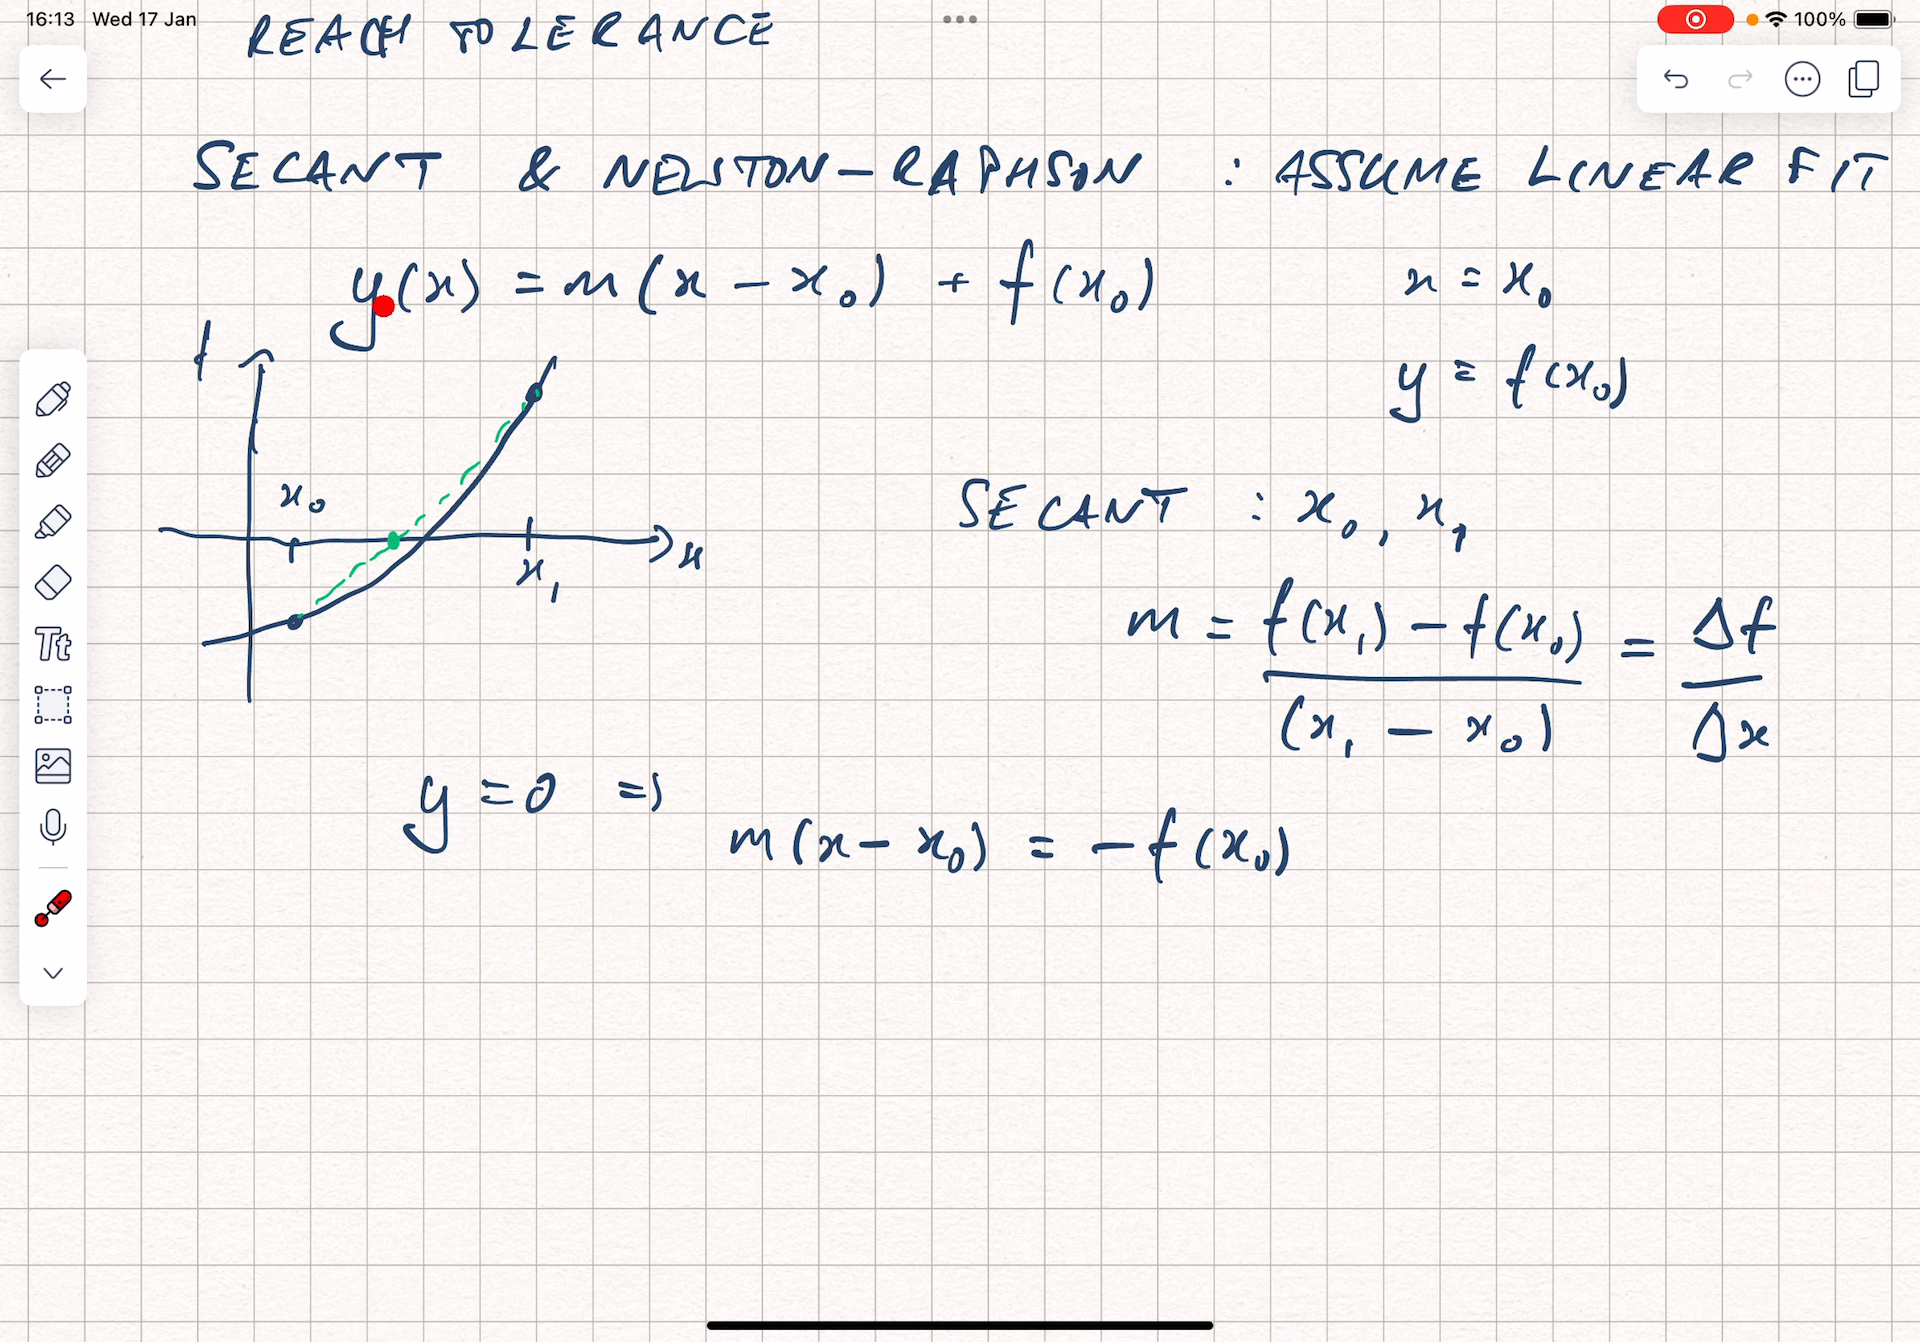 16:13 Wed 17 Jan
100%
REACH TOLERANCE
SECANT & NEWTON-RAPHSON : ASSUME LINEAR FIT
y(x) = m(x - x₀) + f(x₀)
x = x₀
f
y = f(x₀)
x₀
SECANT : x₀, x₁
x
x₁
m = f(x₁) - f(x₀) = Δf
(x₁ - x₀) Δx
Tt
y = 0 =>
m(x - x₀) = -f(x₀)